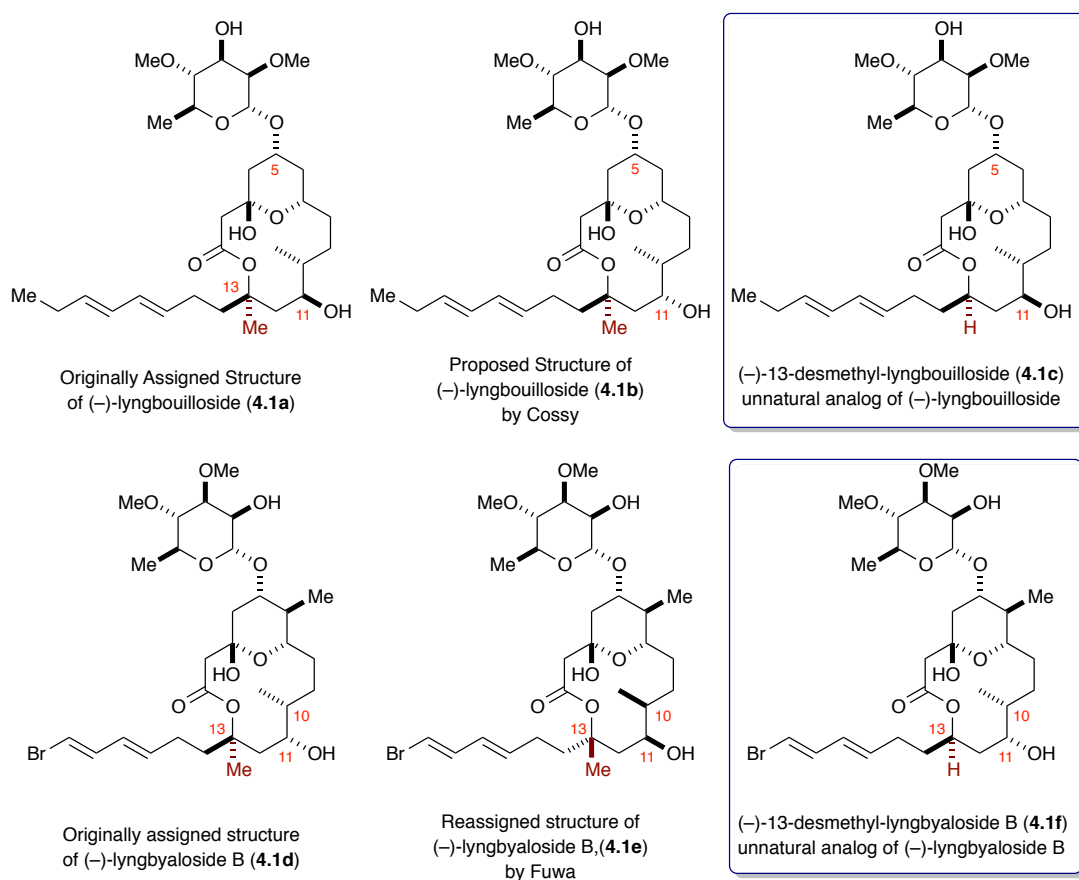 OH
MeO OMe
Me O O
5
HO O
O O
13
Me OH
11
Me
Originally Assigned Structure
of (–)-lyngbouilloside (4.1a)
OH
MeO OMe
Me O O
5
HO O
O O
Me OH
11
Me
Proposed Structure of
(–)-lyngbouilloside (4.1b)
by Cossy
OH
MeO OMe
Me O O
5
HO O
O O
Me OH
11
H
(–)-13-desmethyl-lyngbouilloside (4.1c)
unnatural analog of (–)-lyngbouilloside
OMe
MeO OH
Me O O
Me
HO O
O O
10
13
Br OH
11
Me
Originally assigned structure
of (–)-lyngbyaloside B (4.1d)
OMe
MeO OH
Me O O
Me
HO O
O O
10
13
Br OH
11
Me
Reassigned structure of
(–)-lyngbyaloside B,(4.1e)
by Fuwa
OMe
MeO OH
Me O O
Me
HO O
O O
10
13
Br OH
11
H
(–)-13-desmethyl-lyngbyaloside B (4.1f)
unnatural analog of (–)-lyngbyaloside B